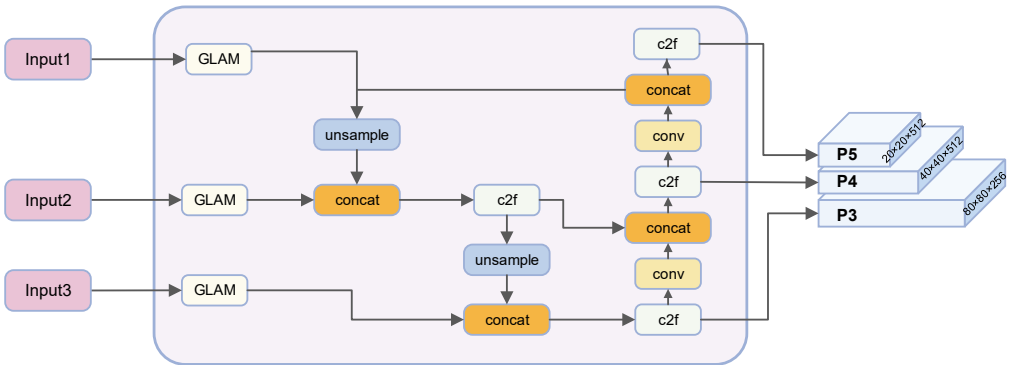 Input1
GLAM
c2f
concat
unsample
conv
P5
20×20×512
P4
40×40×512
Input2
GLAM
concat
c2f
c2f
concat
P3
80×80×256
unsample
conv
Input3
GLAM
concat
c2f